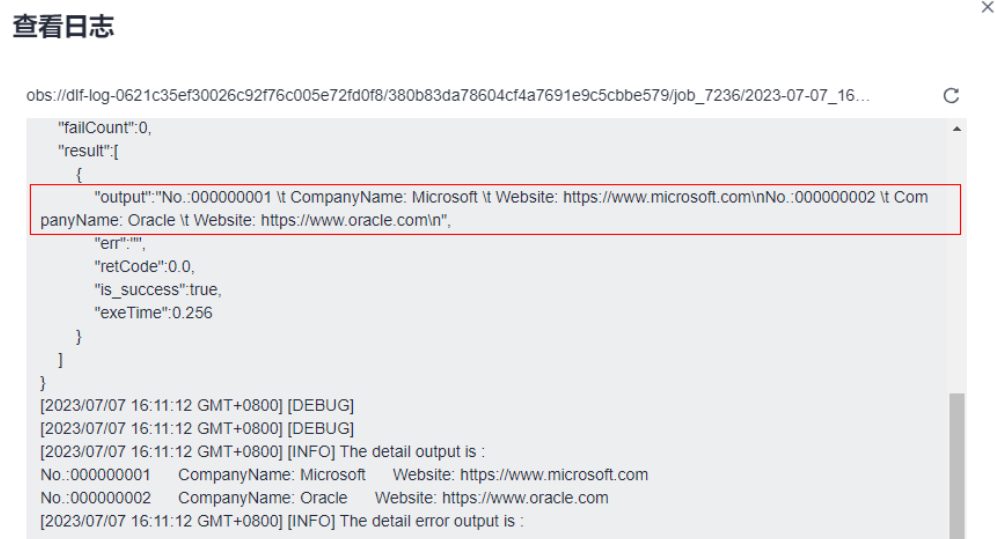 查看日志
obs://dlf-log-0621c35ef30026c92f76c005e72fd0f8/380b83da78604cf4a7691e9c5cbbe579/job_7236/2023-07-07_16…
"failCount":0,
"result":[
{
"output":"No.:000000001 \t CompanyName: Microsoft \t Website: https://www.microsoft.com\nNo.:000000002 \t Com
panyName: Oracle \t Website: https://www.oracle.com\n",
"err":"",
"retCode":0.0,
"is_success":true,
"exeTime":0.256
}
]
}
[2023/07/07 16:11:12 GMT+0800] [DEBUG]
[2023/07/07 16:11:12 GMT+0800] [DEBUG]
[2023/07/07 16:11:12 GMT+0800] [INFO] The detail output is :
No.:000000001 CompanyName: Microsoft Website: https://www.microsoft.com
No.:000000002 CompanyName: Oracle Website: https://www.oracle.com
[2023/07/07 16:11:12 GMT+0800] [INFO] The detail error output is :